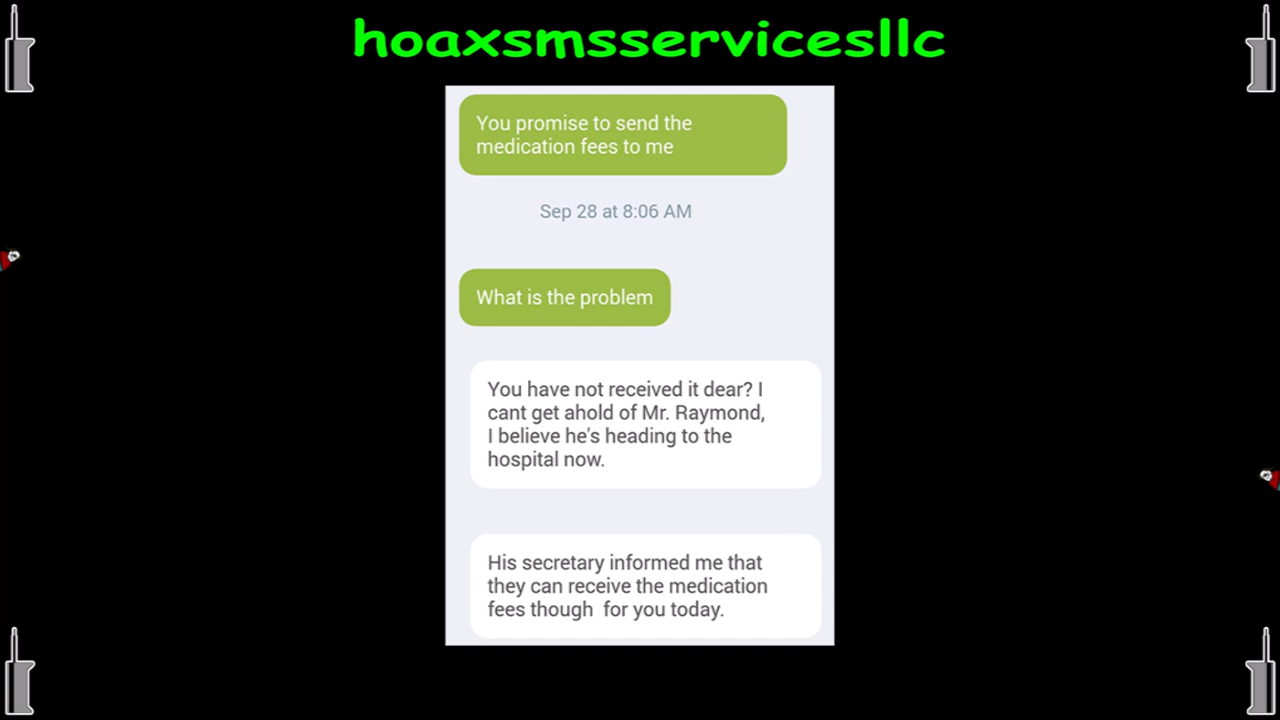 hoaxsmsservicesllc
You promise to send the
medication fees to me
Sep 28 at 8:06 AM
What is the problem
You have not received it dear? I
cant get ahold of Mr. Raymond,
I believe he's heading to the
hospital now.
His secretary informed me that
they can receive the medication
fees though  for you today.